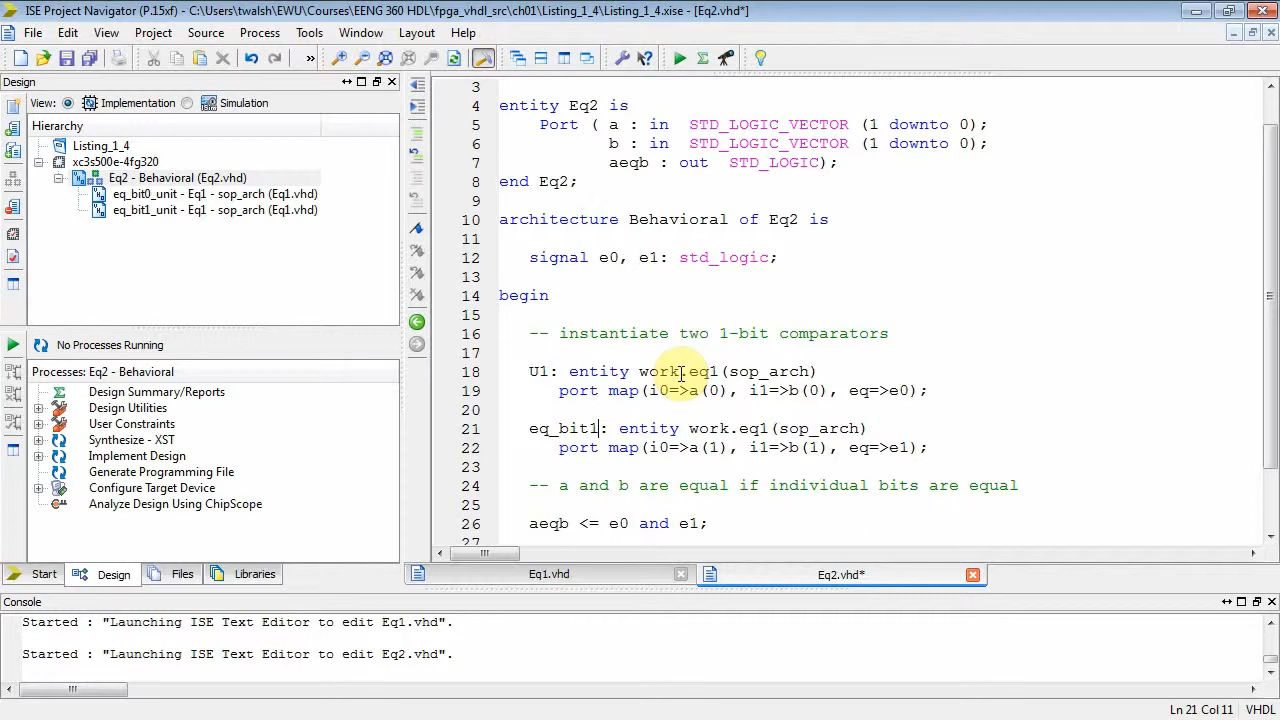 ISE Project Navigator (P.15xf) - C:\Users\twalsh\EWU\Courses\EENG 360 HDL\fpga_vhdl_src\ch01\Listing_1_4\Listing_1_4.xise - [Eq2.vhd*]
File Edit View Project Source Process Tools Window Layout Help
Design
View: Implementation Simulation
Hierarchy
Listing_1_4
xc3s500e-4fg320
Eq2 - Behavioral (Eq2.vhd)
eq_bit0_unit - Eq1 - sop_arch (Eq1.vhd)
eq_bit1_unit - Eq1 - sop_arch (Eq1.vhd)
No Processes Running
Processes: Eq2 - Behavioral
Design Summary/Reports
Design Utilities
User Constraints
Synthesize - XST
Implement Design
Generate Programming File
Configure Target Device
Analyze Design Using ChipScope
Start Design Files Libraries
3
4 entity Eq2 is
5 Port ( a : in STD_LOGIC_VECTOR (1 downto 0);
6 b : in STD_LOGIC_VECTOR (1 downto 0);
7 aeqb : out STD_LOGIC);
8 end Eq2;
9
10 architecture Behavioral of Eq2 is
11
12 signal e0, e1: std_logic;
13
14 begin
15
16 -- instantiate two 1-bit comparators
17
18 U1: entity work.eq1(sop_arch)
19 port map(i0=>a(0), i1=>b(0), eq=>e0);
20
21 eq_bit1: entity work.eq1(sop_arch)
22 port map(i0=>a(1), i1=>b(1), eq=>e1);
23
24 -- a and b are equal if individual bits are equal
25
26 aeqb <= e0 and e1;
27
Eq1.vhd Eq2.vhd*
Console
Started : "Launching ISE Text Editor to edit Eq1.vhd".
Started : "Launching ISE Text Editor to edit Eq2.vhd".
Ln 21 Col 11 VHDL